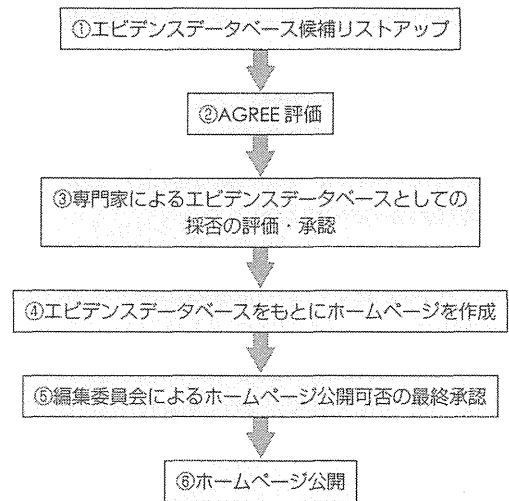 ①エビデンスデータベース候補リストアップ
②AGREE 評価
③専門家によるエビデンスデータベースとしての
採否の評価・承認
④エビデンスデータベースをもとにホームページを作成
⑤編集委員会によるホームページ公開可否の最終承認
⑥ホームページ公開